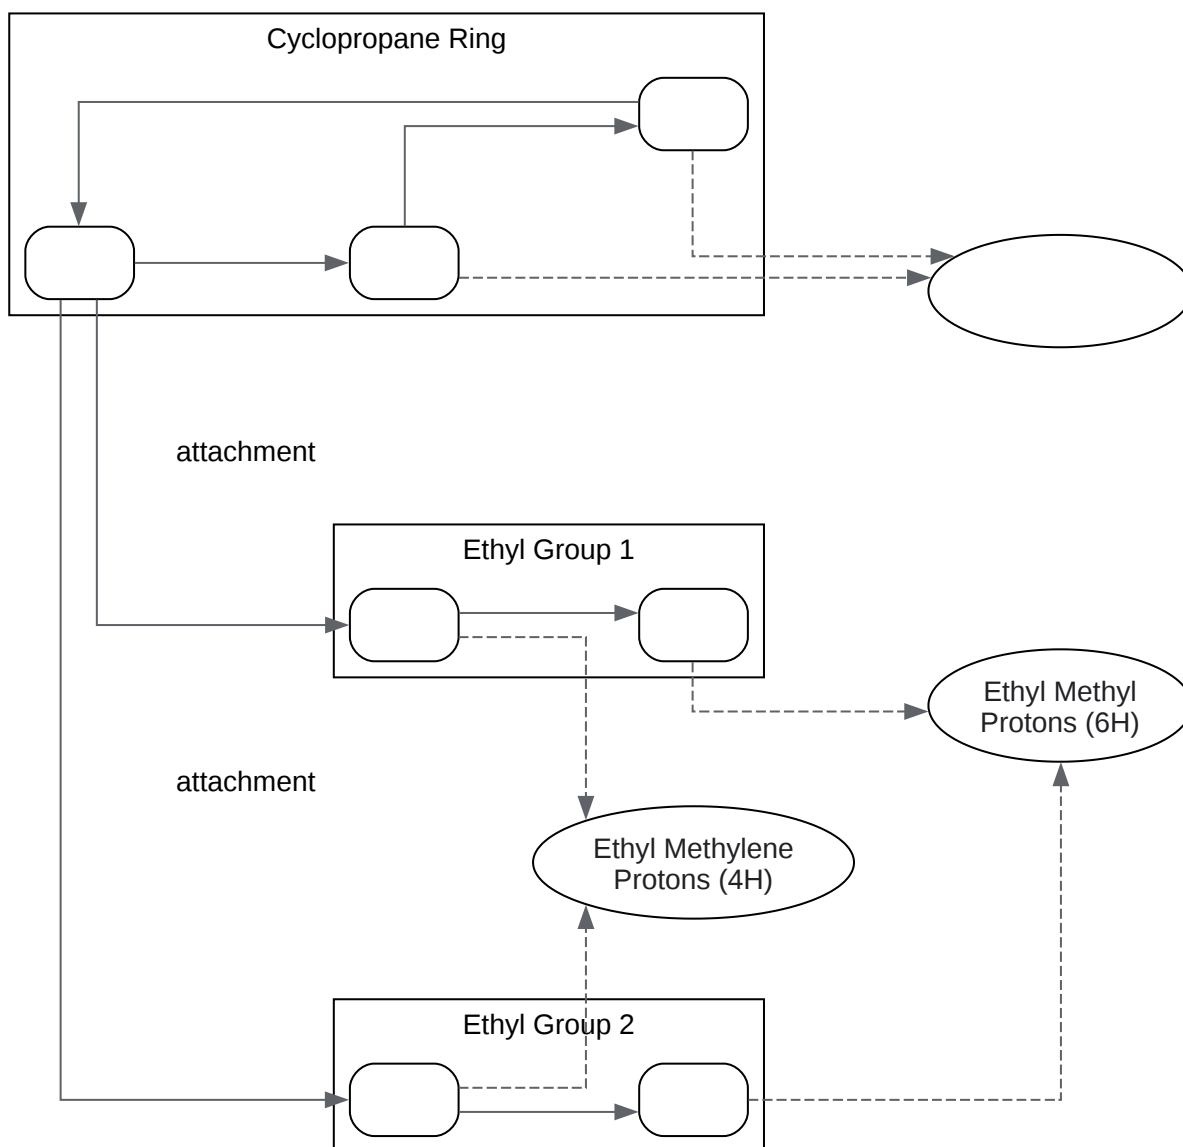 Cyclopropane Ring
attachment
Ethyl Group 1
Ethyl Methyl
Protons (6H)
attachment
Ethyl Methylene
Protons (4H)
Ethyl Group 2